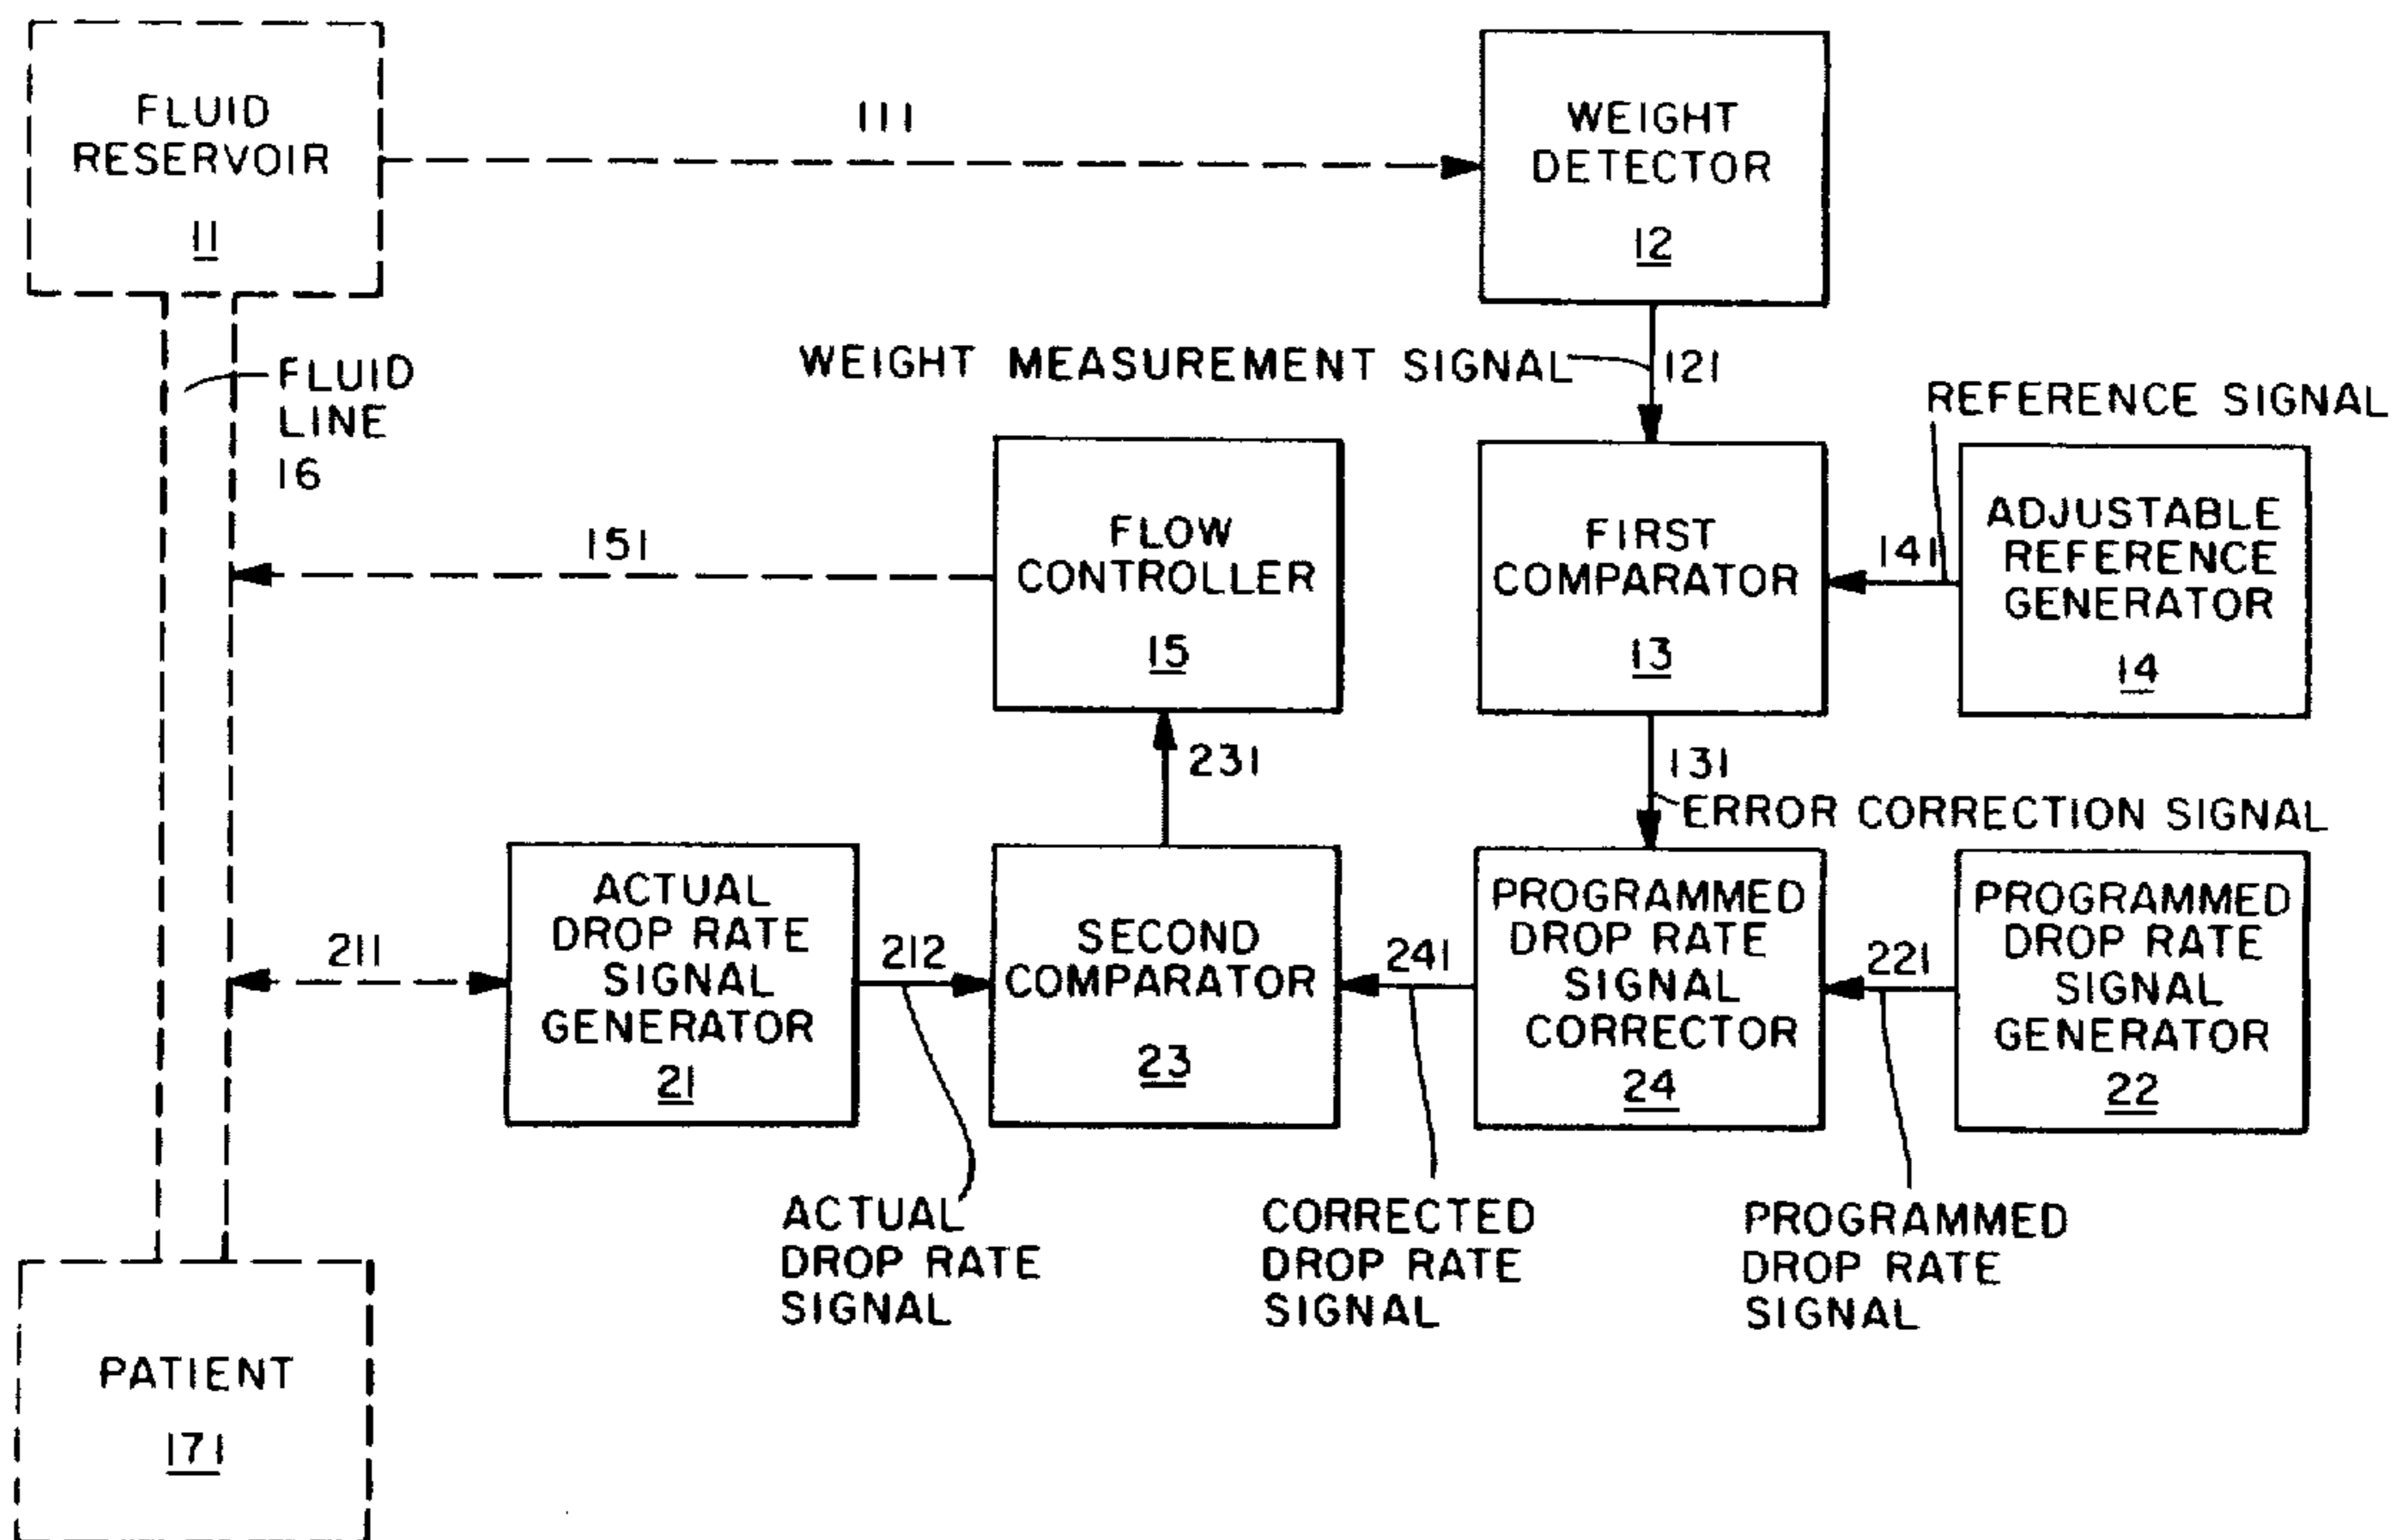 FLUID
RESERVOIR
11
111
WEIGHT
DETECTOR
12
WEIGHT MEASUREMENT SIGNAL
121
FLUID
LINE
16
REFERENCE SIGNAL
151
FLOW
CONTROLLER
15
FIRST
COMPARATOR
13
141
ADJUSTABLE
REFERENCE
GENERATOR
14
231
131
ERROR CORRECTION SIGNAL
211
ACTUAL
DROP RATE
SIGNAL
GENERATOR
21
212
SECOND
COMPARATOR
23
241
PROGRAMMED
DROP RATE
SIGNAL
CORRECTOR
24
221
PROGRAMMED
DROP RATE
SIGNAL
GENERATOR
22
ACTUAL
DROP RATE
SIGNAL
CORRECTED
DROP RATE
SIGNAL
PROGRAMMED
DROP RATE
SIGNAL
PATIENT
171